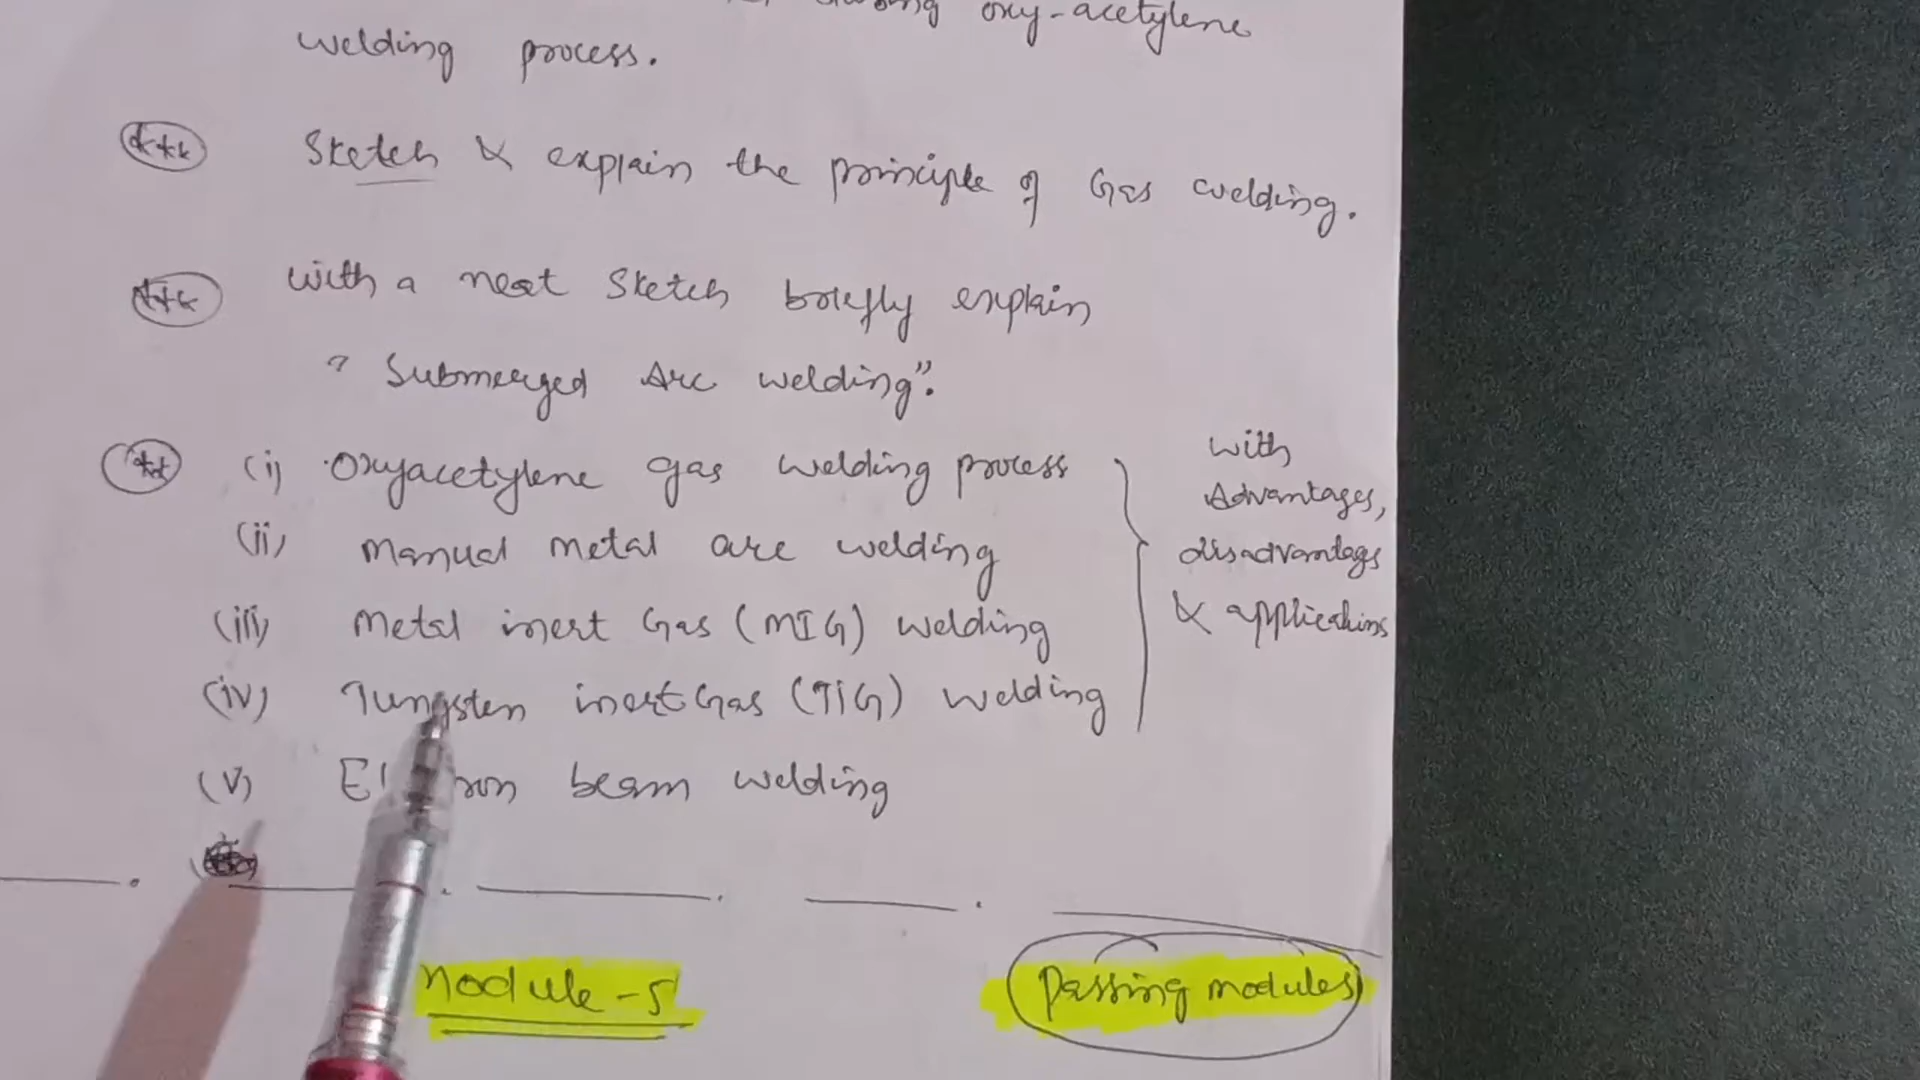 oxy-acetylene
welding process.
*** Sketch & explain the principle of Gas welding.
*** with a neat sketch briefly explain
"Submerged Arc welding".
** (i) Oxyacetylene gas welding process
(ii) manual metal arc welding
(iii) metal inert Gas (MIG) welding
(iv) Tungsten inert Gas (TIG) welding
(v) beam welding
with
Advantages,
disadvantages
& applications
Module-5
Passing modules